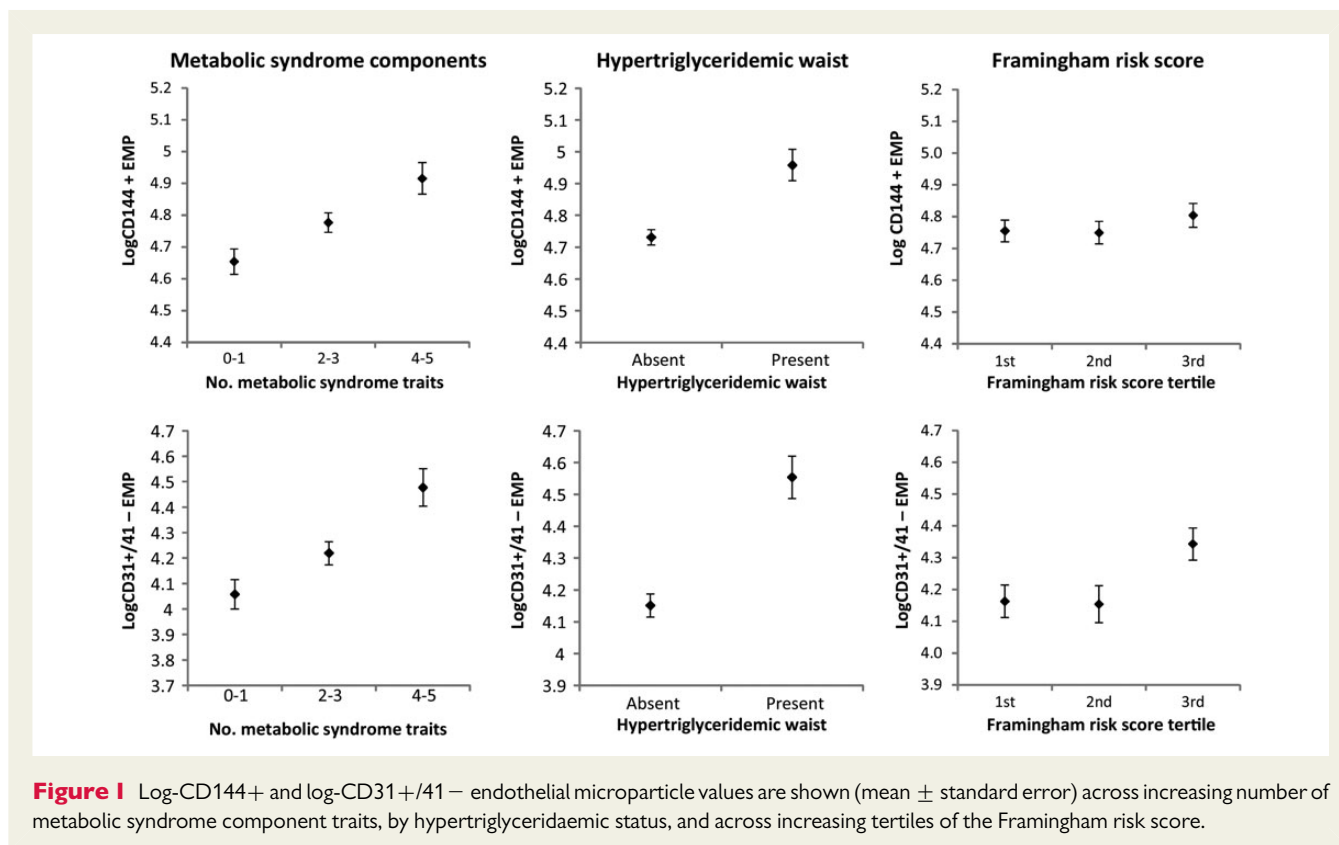 Metabolic syndrome components
5.2
5.1
5
4.9
4.8
4.7
4.6
4.5
4.4
LogCD144 + EMP
0-1 2-3 4-5
No. metabolic syndrome traits
Hypertriglyceridemic waist
5.2
5.1
5
4.9
4.8
4.7
4.6
4.5
4.4
LogCD144 + EMP
Absent Present
Hypertriglyceridemic waist
Framingham risk score
5.2
5.1
5.0
4.9
4.8
4.7
4.6
4.5
4.4
Log CD144 + EMP
1st 2nd 3rd
Framingham risk score tertile
4.7
4.6
4.5
4.4
4.3
4.2
4.1
4
3.9
3.8
3.7
LogCD31+/41 – EMP
0-1 2-3 4-5
No. metabolic syndrome traits
4.7
4.6
4.5
4.4
4.3
4.2
4.1
4
3.9
LogCD31+/41 – EMP
Absent Present
Hypertriglyceridemic waist
4.7
4.6
4.5
4.4
4.3
4.2
4.1
4.0
3.9
LogCD31+/41 – EMP
1st 2nd 3rd
Framingham risk score tertile
Figure I Log-CD144+ and log-CD31+/41− endothelial microparticle values are shown (mean ± standard error) across increasing number of
metabolic syndrome component traits, by hypertriglyceridaemic status, and across increasing tertiles of the Framingham risk score.